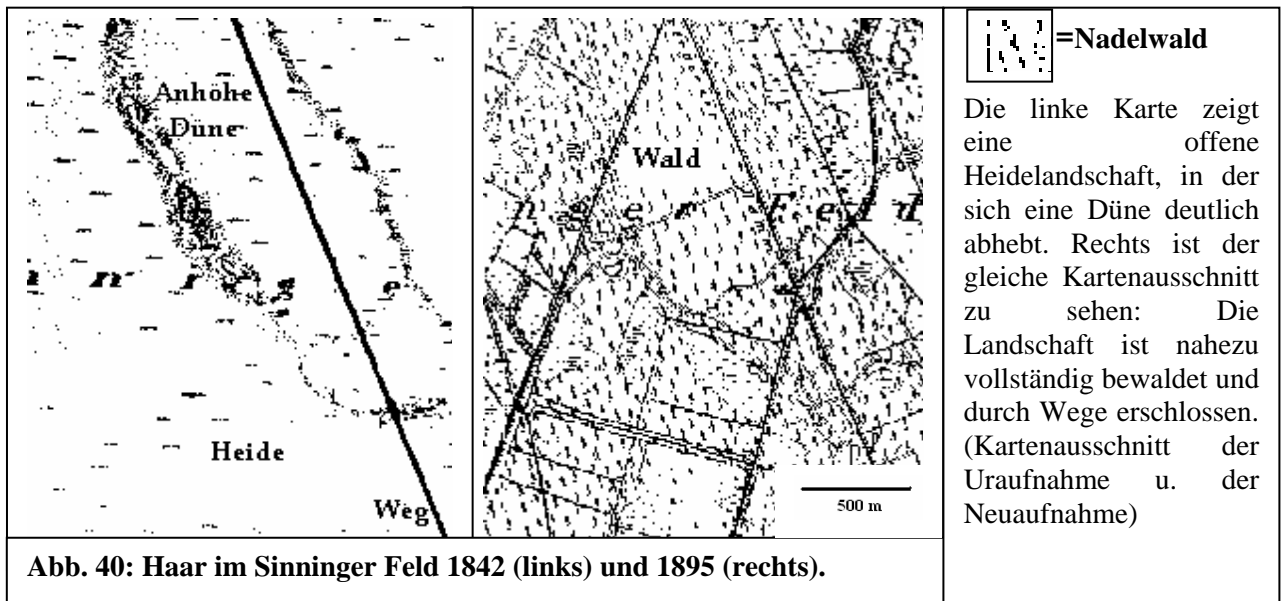 Anhöhe
Düne
Heide
Weg
Wald
n g e r F e l d
500 m
=Nadelwald
Die linke Karte zeigt
eine offene
Heidelandschaft, in der
sich eine Düne deutlich
abhebt. Rechts ist der
gleiche Kartenausschnitt
zu sehen: Die
Landschaft ist nahezu
vollständig bewaldet und
durch Wege erschlossen.
(Kartenausschnitt der
Uraufnahme u. der
Neuaufnahme)
Abb. 40: Haar im Sinninger Feld 1842 (links) und 1895 (rechts).